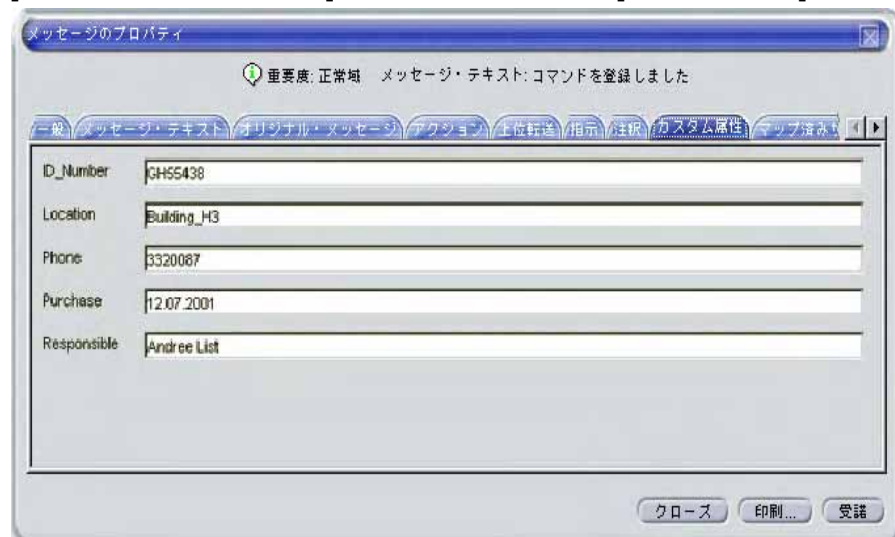 メッセージのプロパティ
重要度: 正常域 メッセージ・テキスト: コマンドを登録しました
一般 メッセージ・テキスト オリジナル・メッセージ アクション 上位転送 指示 注釈 カスタム属性 マップ済み
ID_Number GH55438
Location Building_H3
Phone 3320087
Purchase 12.07.2001
Responsible Andree List
クローズ 印刷... 受諾